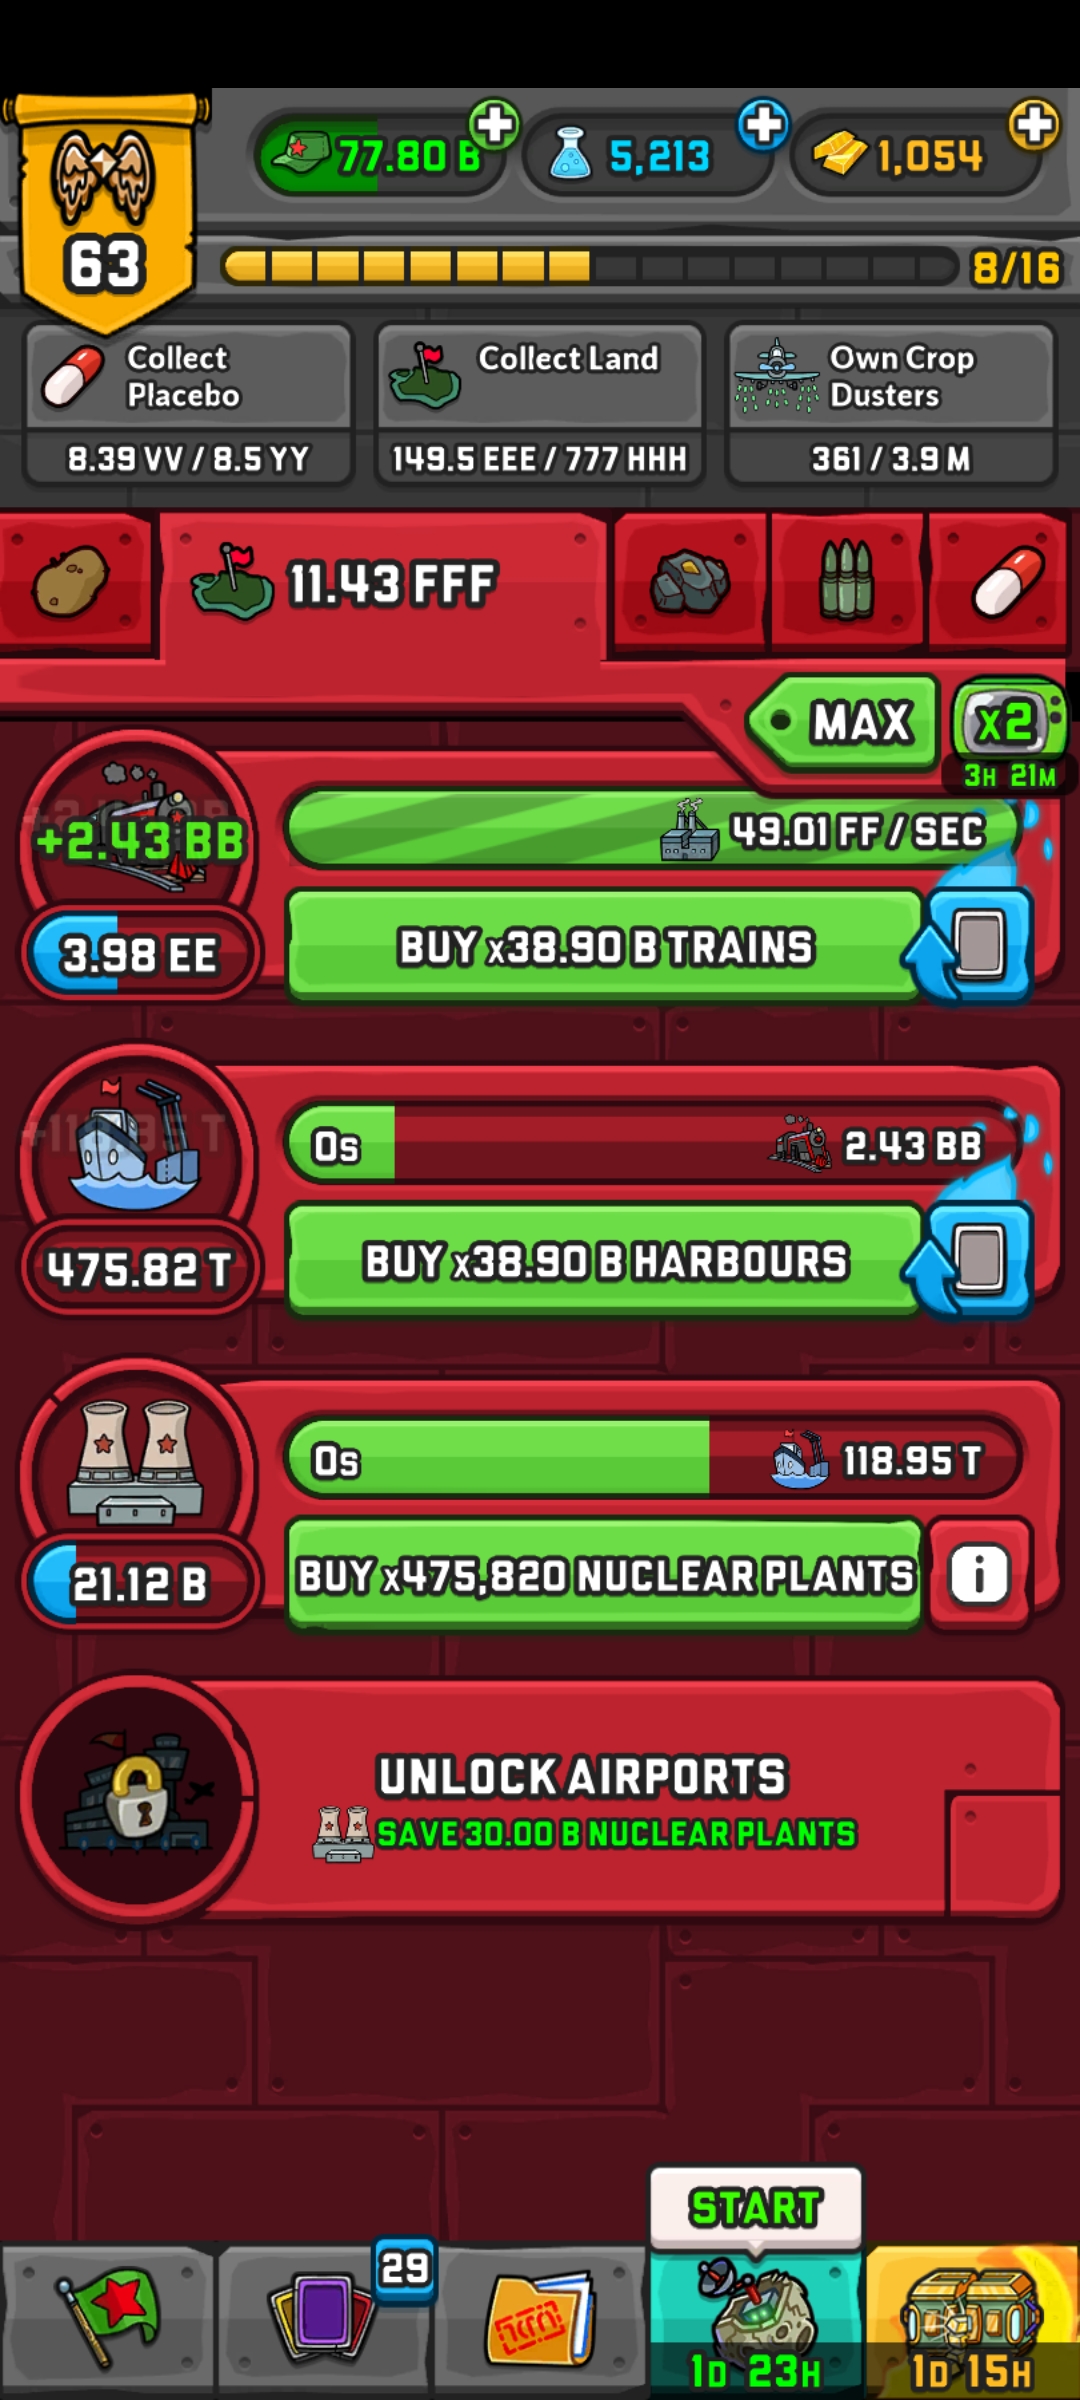 77.80 B
5,213
1,054
63
8/16
Collect
Placebo
8.39 VV / 8.5 YY
Collect Land
149.5 EEE / 777 HHH
Own Crop
Dusters
361 / 3.9 M
11.43 FFF
MAX
x2
3H 21M
+2.43 BB
49.01 FF / SEC
3.98 EE
BUY x38.90 B TRAINS
0s
2.43 BB
475.82 T
BUY x38.90 B HARBOURS
0s
118.95 T
21.12 B
BUY x475,820 NUCLEAR PLANTS
i
UNLOCK AIRPORTS
SAVE 30.00 B NUCLEAR PLANTS
START
29
1D 23H
1D 15H